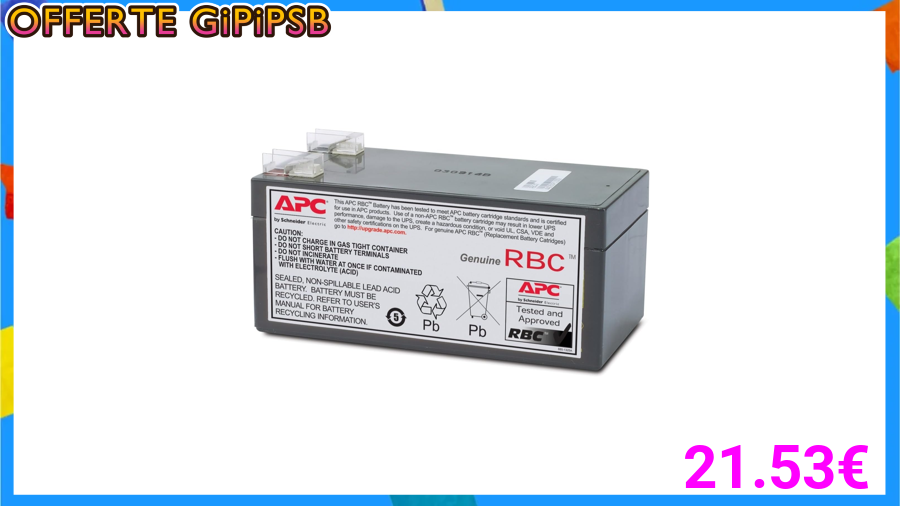 OFFERTE GiPiPSB
030914B
APC
by Schneider Electric
This APC RBC™ Battery has been tested to meet APC battery cartridge standards and is certified
for use in APC products. Use of a non-APC RBC™ battery may result in lower UPS
performance, damage to the UPS, create a hazardous condition, or void UL, CSA, VDE and
other safety certifications on the UPS. For genuine APC RBC™ (Replacement Battery Catridges)
go to http://upgrade.apc.com.
CAUTION:
- DO NOT CHARGE IN GAS TIGHT CONTAINER
- DO NOT SHORT BATTERY TERMINALS
- DO NOT INCINERATE
- FLUSH WITH WATER AT ONCE IF CONTAMINATED
WITH ELECTROLYTE (ACID)
SEALED, NON-SPILLABLE LEAD ACID
BATTERY. BATTERY MUST BE
RECYCLED. REFER TO USER'S
MANUAL FOR BATTERY
RECYCLING INFORMATION.
5
Pb
Pb
Genuine RBC™
APC
by Schneider Electric
Tested and
Approved
RBC
21.53€